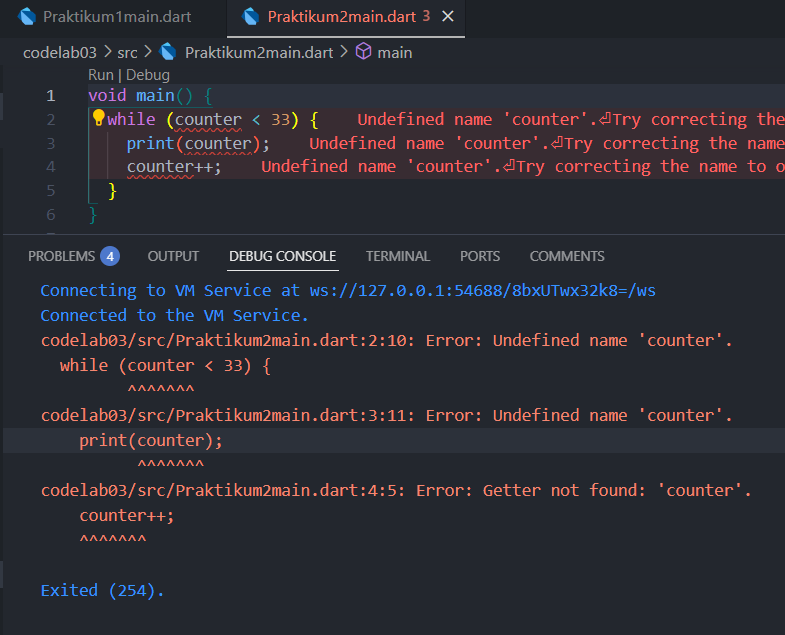 Praktikum1main.dart
Praktikum2main.dart 3
codelab03 > src > Praktikum2main.dart > main
Run | Debug
1 void main() {
2 while (counter < 33) { Undefined name 'counter'.⏎Try correcting the
3 print(counter); Undefined name 'counter'.⏎Try correcting the name
4 counter++; Undefined name 'counter'.⏎Try correcting the name to o
5 }
6 }
PROBLEMS 4 OUTPUT DEBUG CONSOLE TERMINAL PORTS COMMENTS
Connecting to VM Service at ws://127.0.0.1:54688/8bxUTwx32k8=/ws
Connected to the VM Service.
codelab03/src/Praktikum2main.dart:2:10: Error: Undefined name 'counter'.
while (counter < 33) {
^^^^^^^
codelab03/src/Praktikum2main.dart:3:11: Error: Undefined name 'counter'.
print(counter);
^^^^^^^
codelab03/src/Praktikum2main.dart:4:5: Error: Getter not found: 'counter'.
counter++;
^^^^^^^
Exited (254).